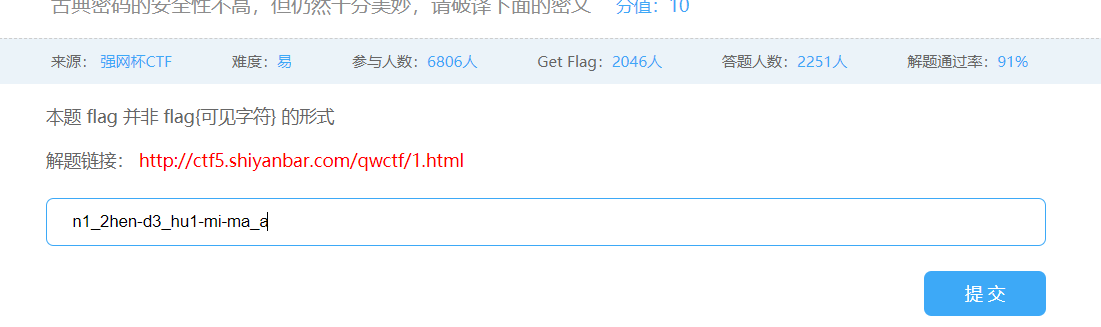 古典密码的安全性不高，但仍然十分美妙，请破译下面的密文 分值：10
来源： 强网杯CTF 难度：易 参与人数：6806人 Get Flag：2046人 答题人数：2251人 解题通过率：91%
本题 flag 并非 flag{可见字符} 的形式
解题链接： http://ctf5.shiyanbar.com/qwctf/1.html
n1_2hen-d3_hu1-mi-ma_a
提 交